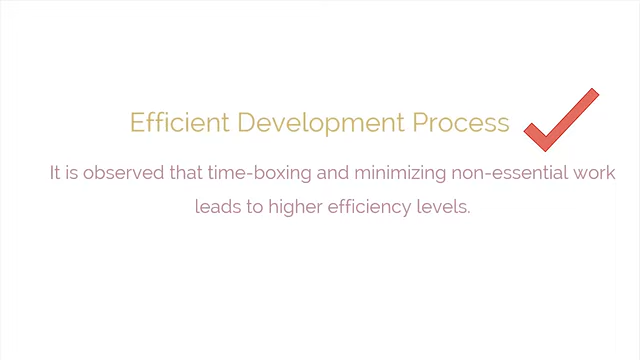 Efficient Development Process
It is observed that time-boxing and minimizing non-essential work
leads to higher efficiency levels.